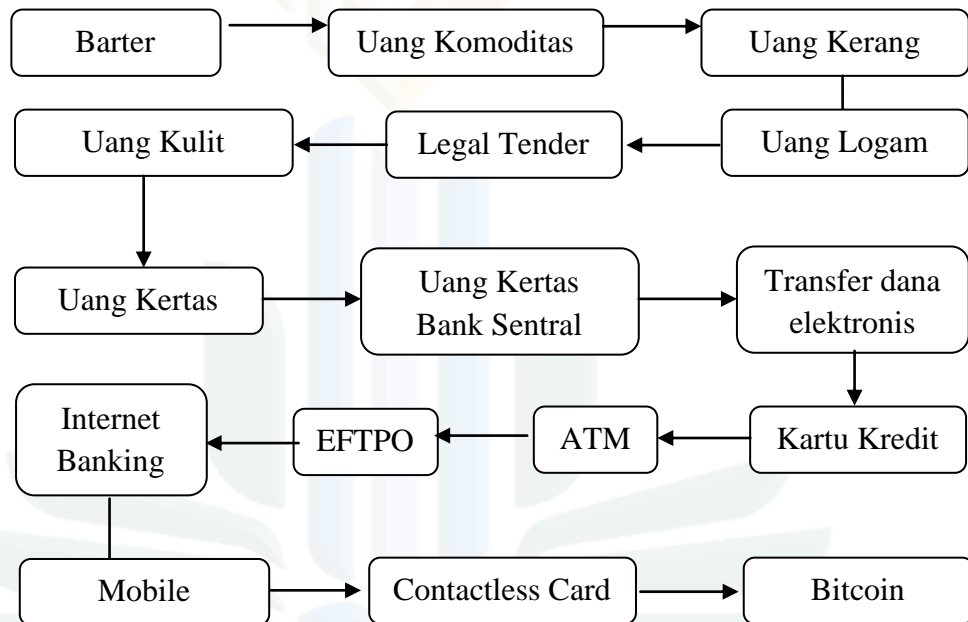 Barter
Uang Komoditas
Uang Kerang
Uang Logam
Legal Tender
Uang Kulit
Uang Kertas
Uang Kertas
Bank Sentral
Transfer dana
elektronis
Kartu Kredit
ATM
EFTPO
Internet
Banking
Mobile
Contactless Card
Bitcoin